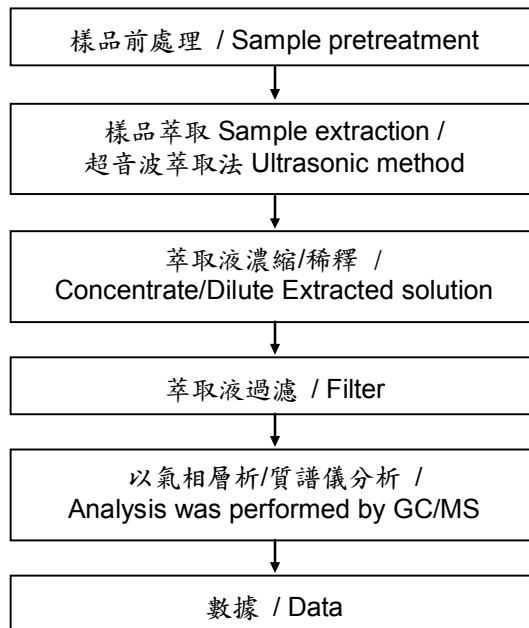 樣品前處理 / Sample pretreatment
樣品萃取 Sample extraction /
超音波萃取法 Ultrasonic method
萃取液濃縮/稀釋 /
Concentrate/Dilute Extracted solution
萃取液過濾 / Filter
以氣相層析/質譜儀分析 /
Analysis was performed by GC/MS
數據 / Data